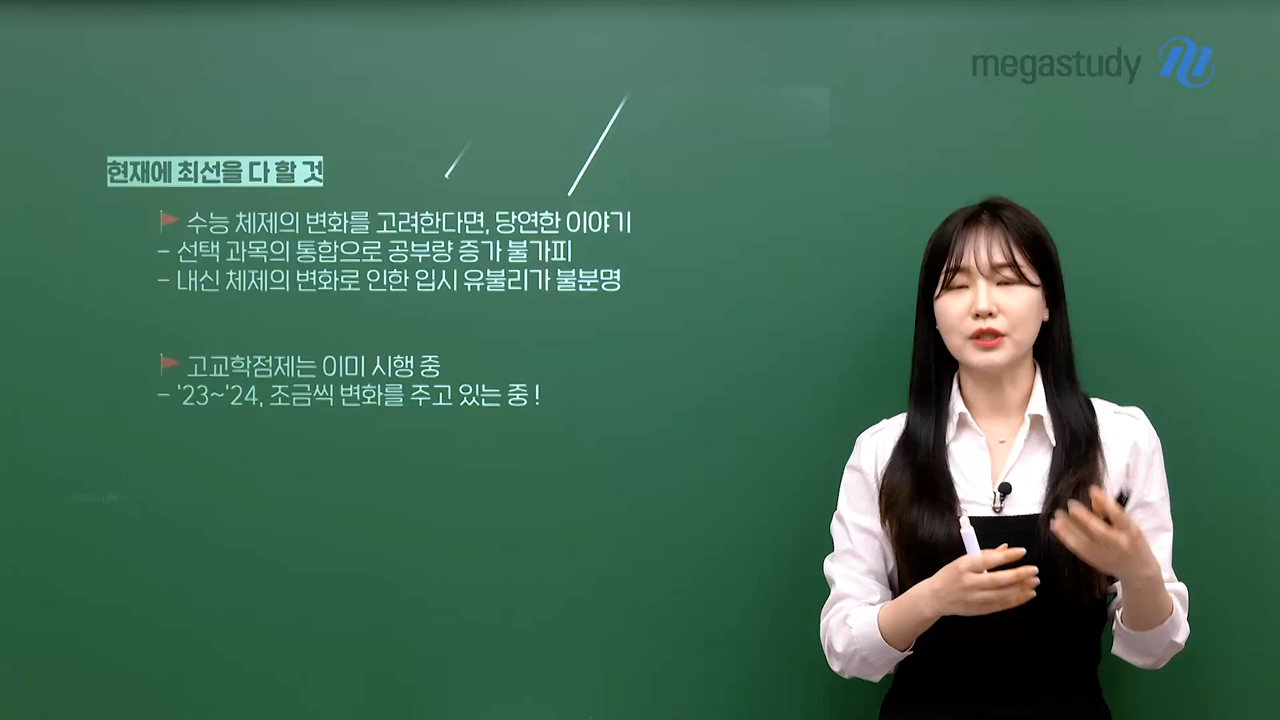 megastudy
현재에 최선을 다 할 것
수능 체제의 변화를 고려한다면, 당연한 이야기
– 선택 과목의 통합으로 공부량 증가 불가피
– 내신 체제의 변화로 인한 입시 유불리가 불분명
고교학점제는 이미 시행 중
– '23~'24, 조금씩 변화를 주고 있는 중 !